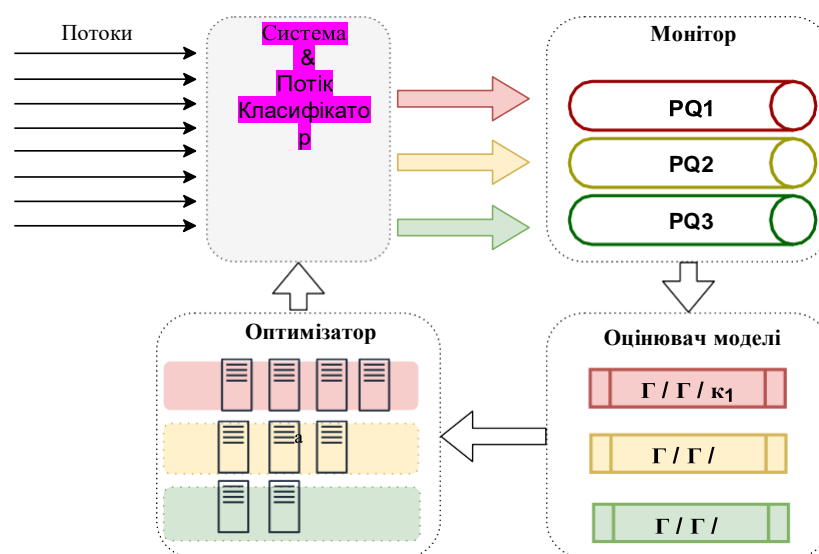 Потоки
Система
&
Потік
Класифікато
р
Монітор
PQ1
PQ2
PQ3
Оптимізатор
а
Оцінювач моделі
Г / Г / к₁
Г / Г /
Г / Г /